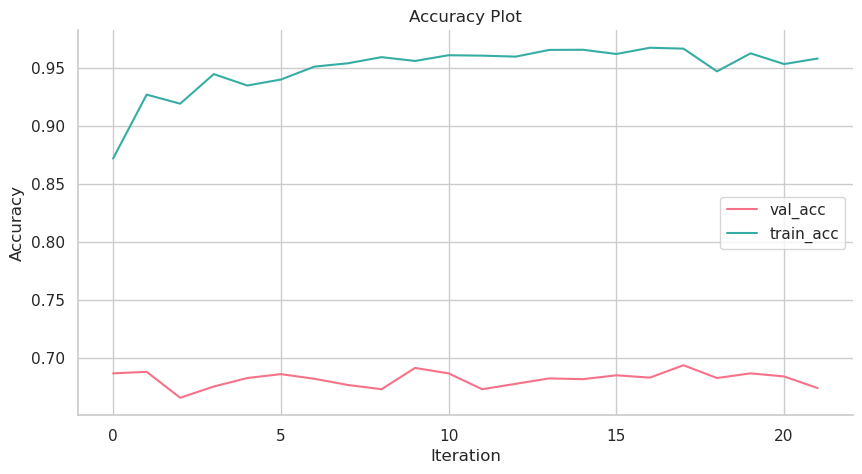 Accuracy Plot
0.95
0.90
0.85
0.80
0.75
0.70
Accuracy
val_acc
train_acc
0 5 10 15 20
Iteration